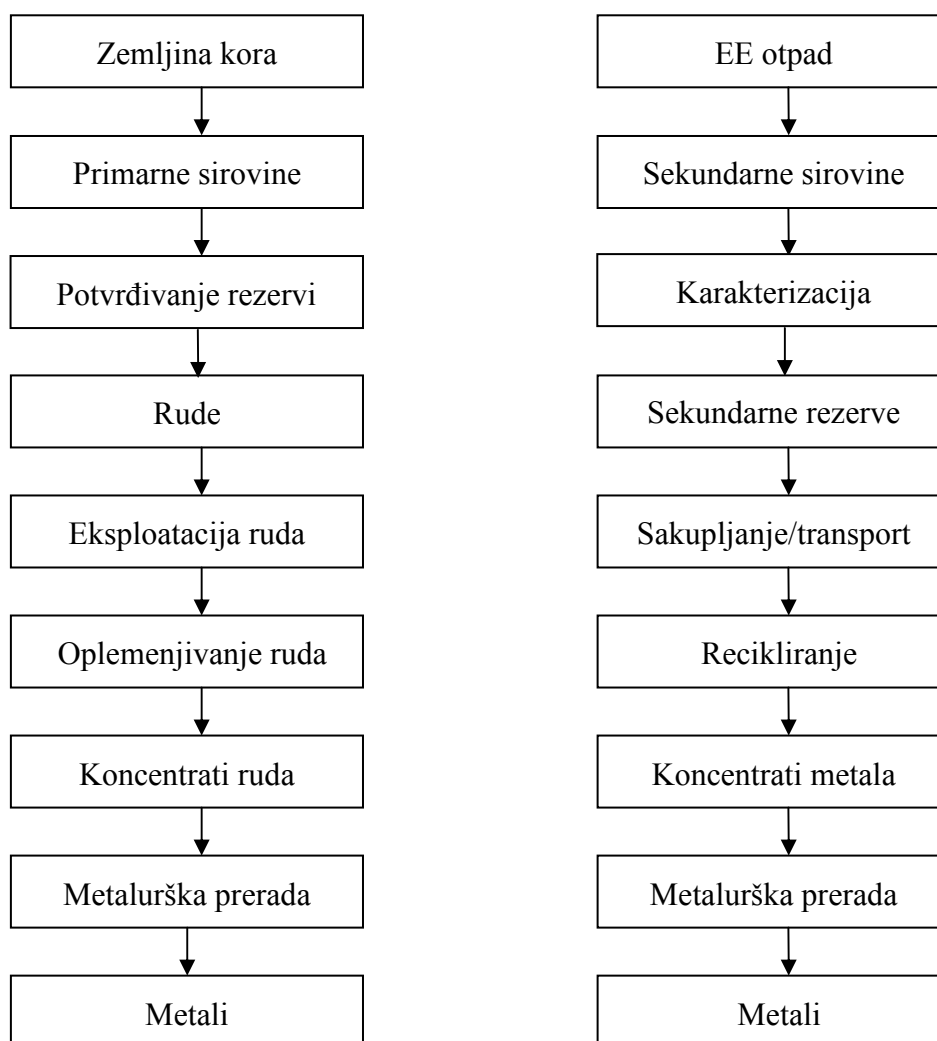 Zemljina kora
Primarne sirovine
Potvrđivanje rezervi
Rude
Eksploatacija ruda
Oplemenjivanje ruda
Koncentrati ruda
Metalurška prerada
Metali
EE otpad
Sekundarne sirovine
Karakterizacija
Sekundarne rezerve
Sakupljanje/transport
Recikliranje
Koncentrati metala
Metalurška prerada
Metali